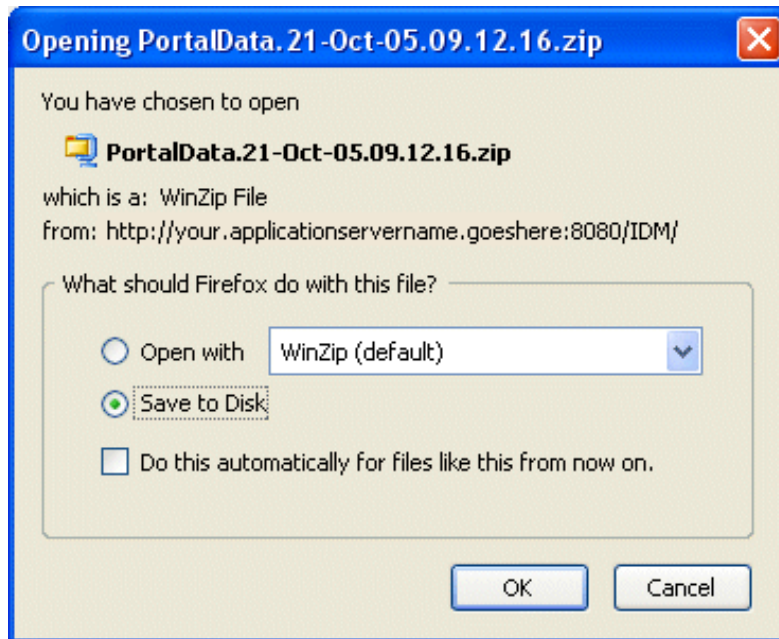 Opening PortalData.21-Oct-05.09.12.16.zip
You have chosen to open
PortalData.21-Oct-05.09.12.16.zip
which is a: WinZip File
from: http://your.applicationservername.goeshere:8080/IDM/
What should Firefox do with this file?
Open with WinZip (default)
Save to Disk
Do this automatically for files like this from now on.
OK Cancel